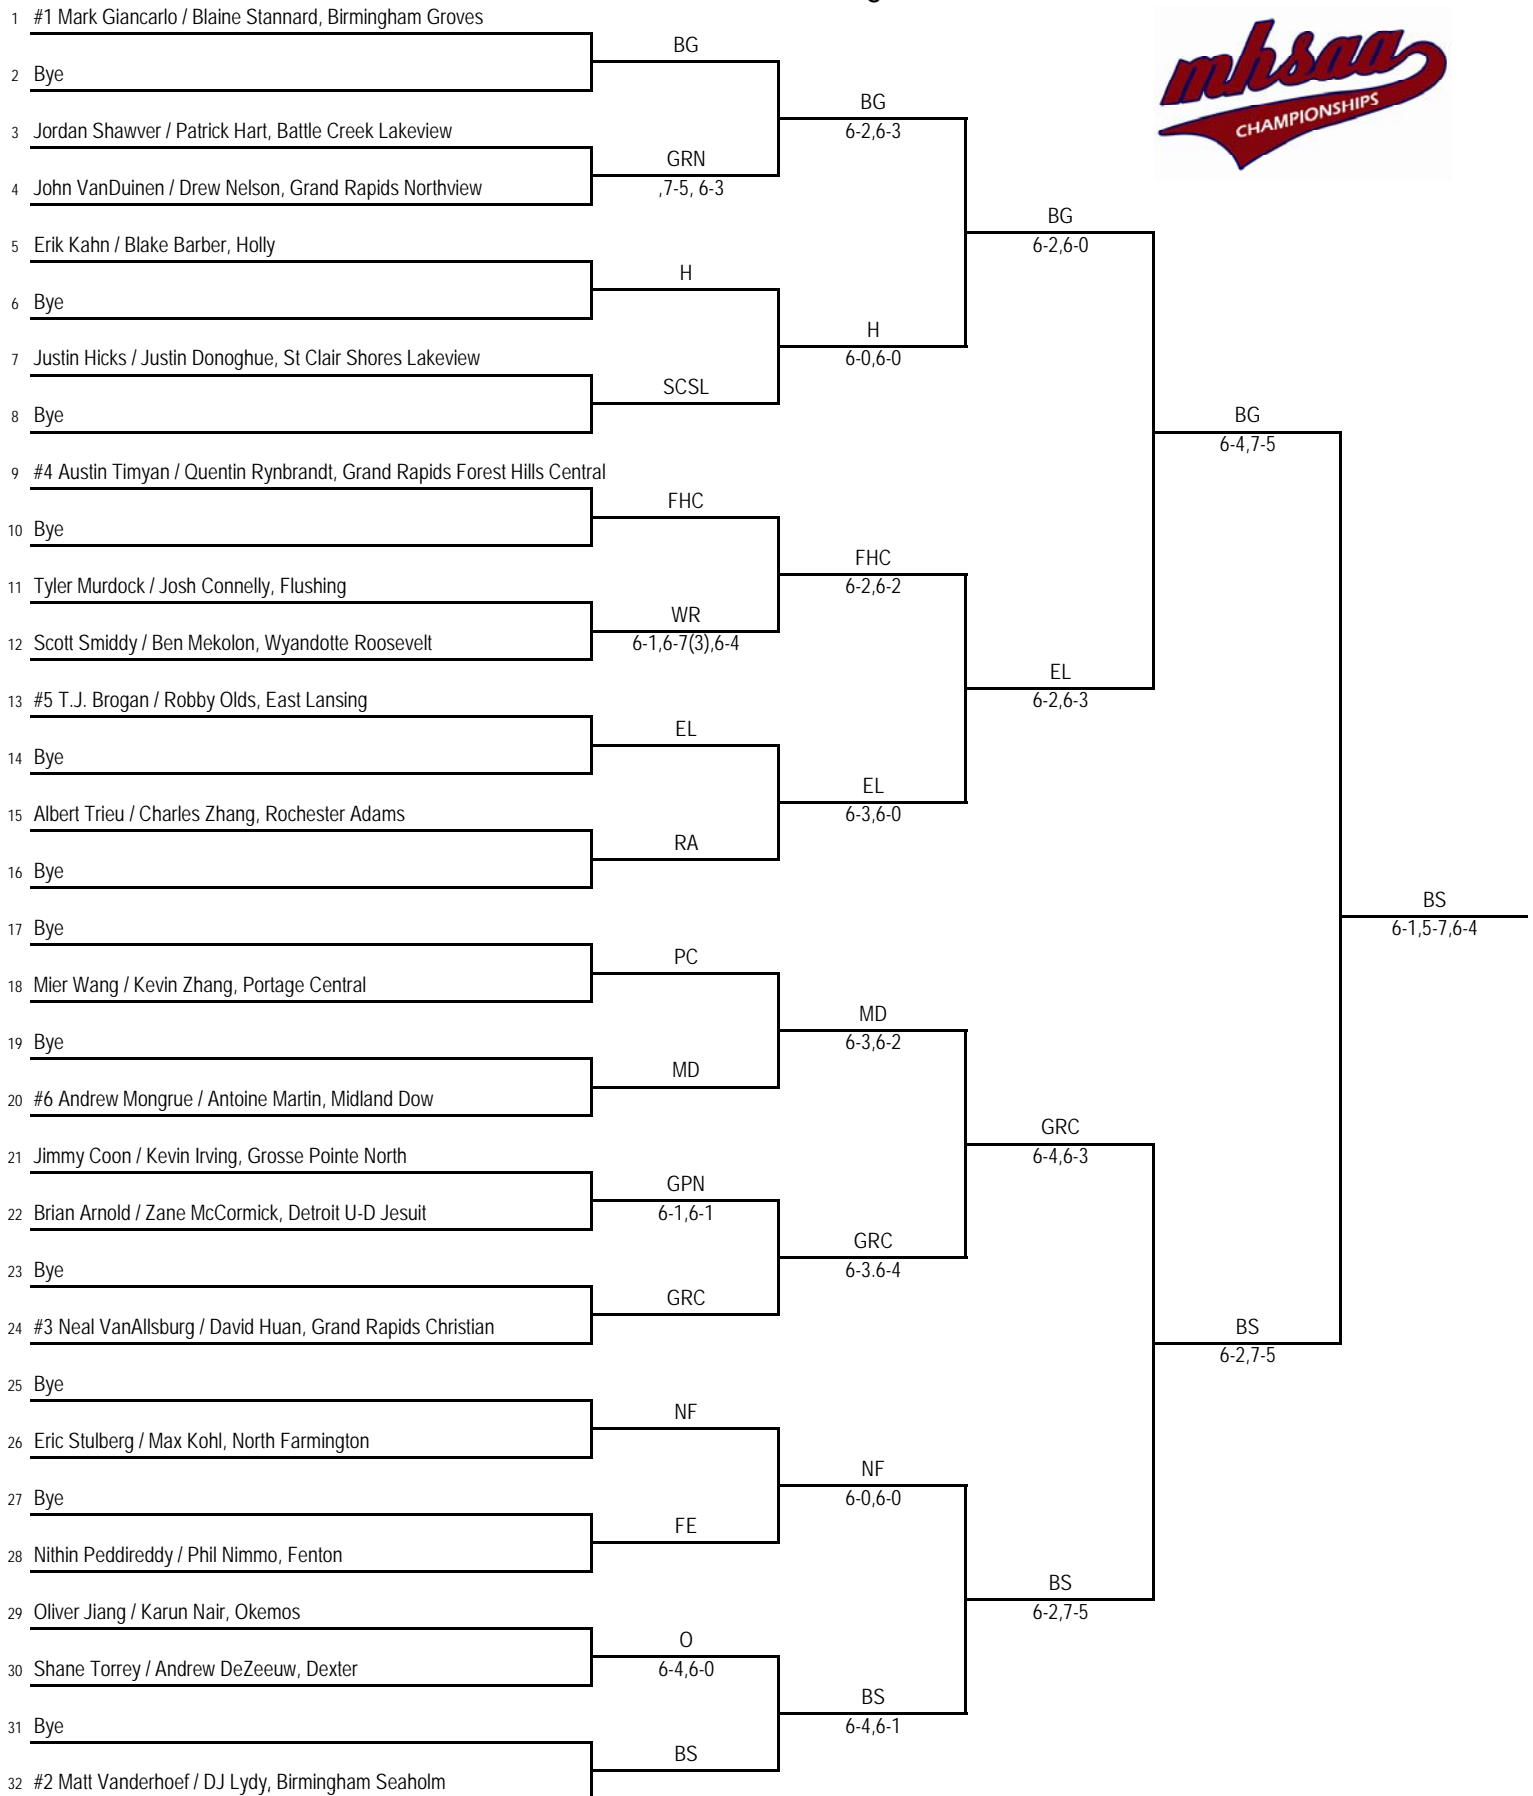 1 #1 Mark Giancarlo / Blaine Stannard, Birmingham Groves
mhsaa
CHAMPIONSHIPS
BG
2 Bye
BG
3 Jordan Shawver / Patrick Hart, Battle Creek Lakeview
6-2,6-3
GRN
4 John VanDuinen / Drew Nelson, Grand Rapids Northview
,7-5, 6-3
BG
5 Erik Kahn / Blake Barber, Holly
6-2,6-0
H
6 Bye
H
7 Justin Hicks / Justin Donoghue, St Clair Shores Lakeview
6-0,6-0
SCSL
8 Bye
BG
6-4,7-5
9 #4 Austin Timyan / Quentin Rynbrandt, Grand Rapids Forest Hills Central
FHC
10 Bye
FHC
11 Tyler Murdock / Josh Connelly, Flushing
6-2,6-2
WR
12 Scott Smiddy / Ben Mekolon, Wyandotte Roosevelt
6-1,6-7(3),6-4
EL
13 #5 T.J. Brogan / Robby Olds, East Lansing
6-2,6-3
EL
14 Bye
EL
15 Albert Trieu / Charles Zhang, Rochester Adams
6-3,6-0
RA
16 Bye
BS
17 Bye
6-1,5-7,6-4
PC
18 Mier Wang / Kevin Zhang, Portage Central
MD
19 Bye
6-3,6-2
MD
20 #6 Andrew Mongrue / Antoine Martin, Midland Dow
GRC
21 Jimmy Coon / Kevin Irving, Grosse Pointe North
6-4,6-3
GPN
22 Brian Arnold / Zane McCormick, Detroit U-D Jesuit
6-1,6-1
GRC
23 Bye
6-3.6-4
GRC
24 #3 Neal VanAllsburg / David Huan, Grand Rapids Christian
BS
6-2,7-5
25 Bye
NF
26 Eric Stulberg / Max Kohl, North Farmington
NF
27 Bye
6-0,6-0
FE
28 Nithin Peddireddy / Phil Nimmo, Fenton
BS
29 Oliver Jiang / Karun Nair, Okemos
6-2,7-5
O
30 Shane Torrey / Andrew DeZeeuw, Dexter
6-4,6-0
BS
31 Bye
6-4,6-1
BS
32 #2 Matt Vanderhoef / DJ Lydy, Birmingham Seaholm